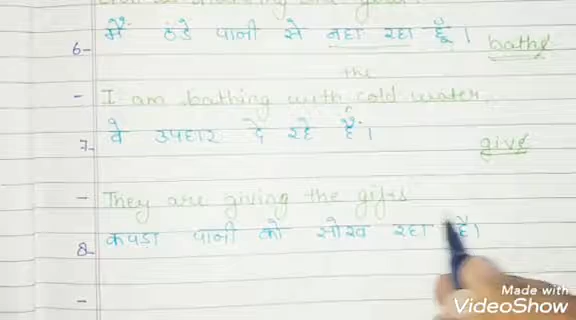 6- मैं ठंडे पानी से नहा रहा हूँ। bathe
the
- I am bathing with cold water.
7. वे उपहार दे रहे हैं। give
- They are giving the gifts
8- कपड़ा पानी को सोख रहा है।
-
Made with
VideoShow